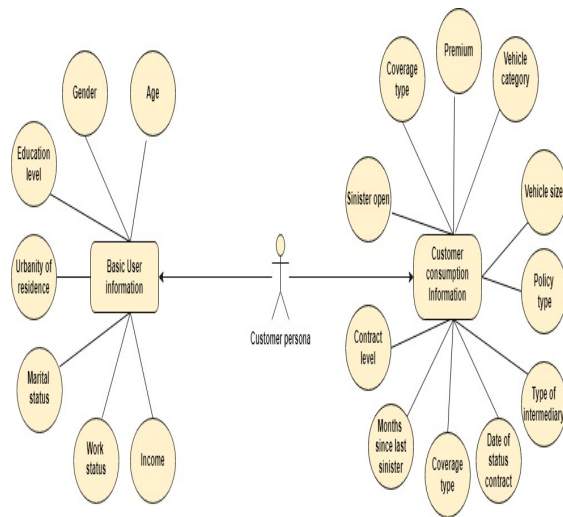 Premium
Coverage
type
Vehicle
category
Gender
Age
Education
level
Sinister open
Vehicle size
Urbanity of
residence
Basic User
information
Customer
consumption
Information
Policy
type
Customer persona
Contract
level
Marital
status
Type of
intermediary
Months
since last
sinister
Date of
status
contract
Work
status
Income
Coverage
type